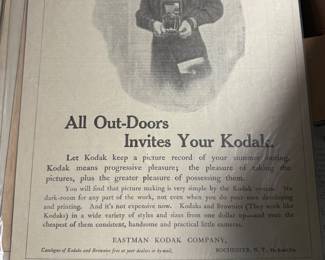 All Out-Doors
Invites Your Kodak.
Let Kodak keep a picture record of your summer outing.
Kodak means progressive pleasure; the pleasure of taking the
pictures, plus the greater pleasure of possessing them.
You will find that picture making is very simple by the Kodak system. No
dark-room for any part of the work, not even when you do your own developing
and printing. And it's not expensive now. Kodaks and Brownies (They work like
Kodaks) in a wide variety of styles and sizes from one dollar up—and even the
cheapest of them consistent, handsome and practical little cameras.
EASTMAN KODAK COMPANY,
Catalogue of Kodaks and Brownies free at your dealers or by mail. ROCHESTER, N. Y.,